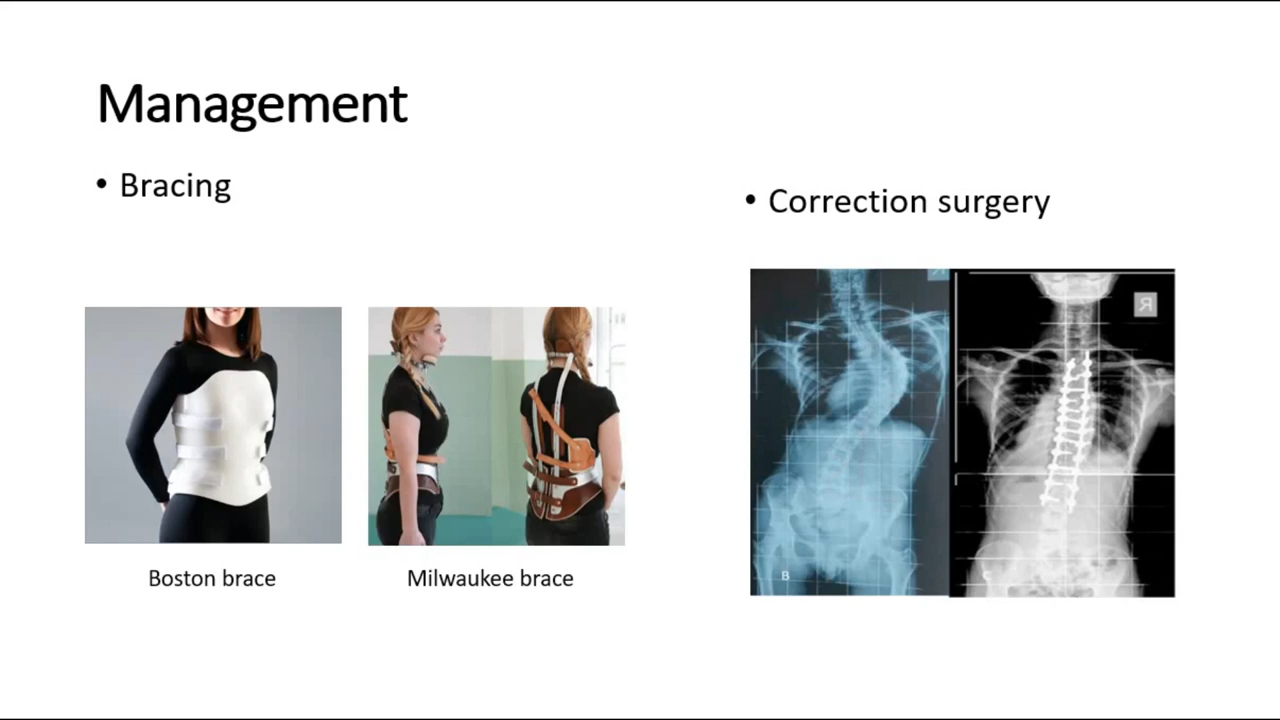 Management
• Bracing
• Correction surgery
R
B
C
Boston brace
Milwaukee brace